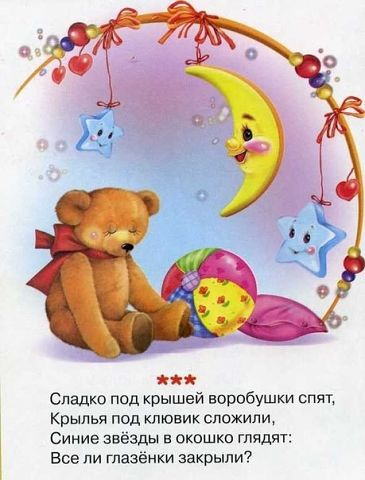 ***
Сладко под крышей воробушки спят,
Крылья под клювик сложили,
Синие звёзды в окошко глядят:
Все ли глазёнки закрыли?